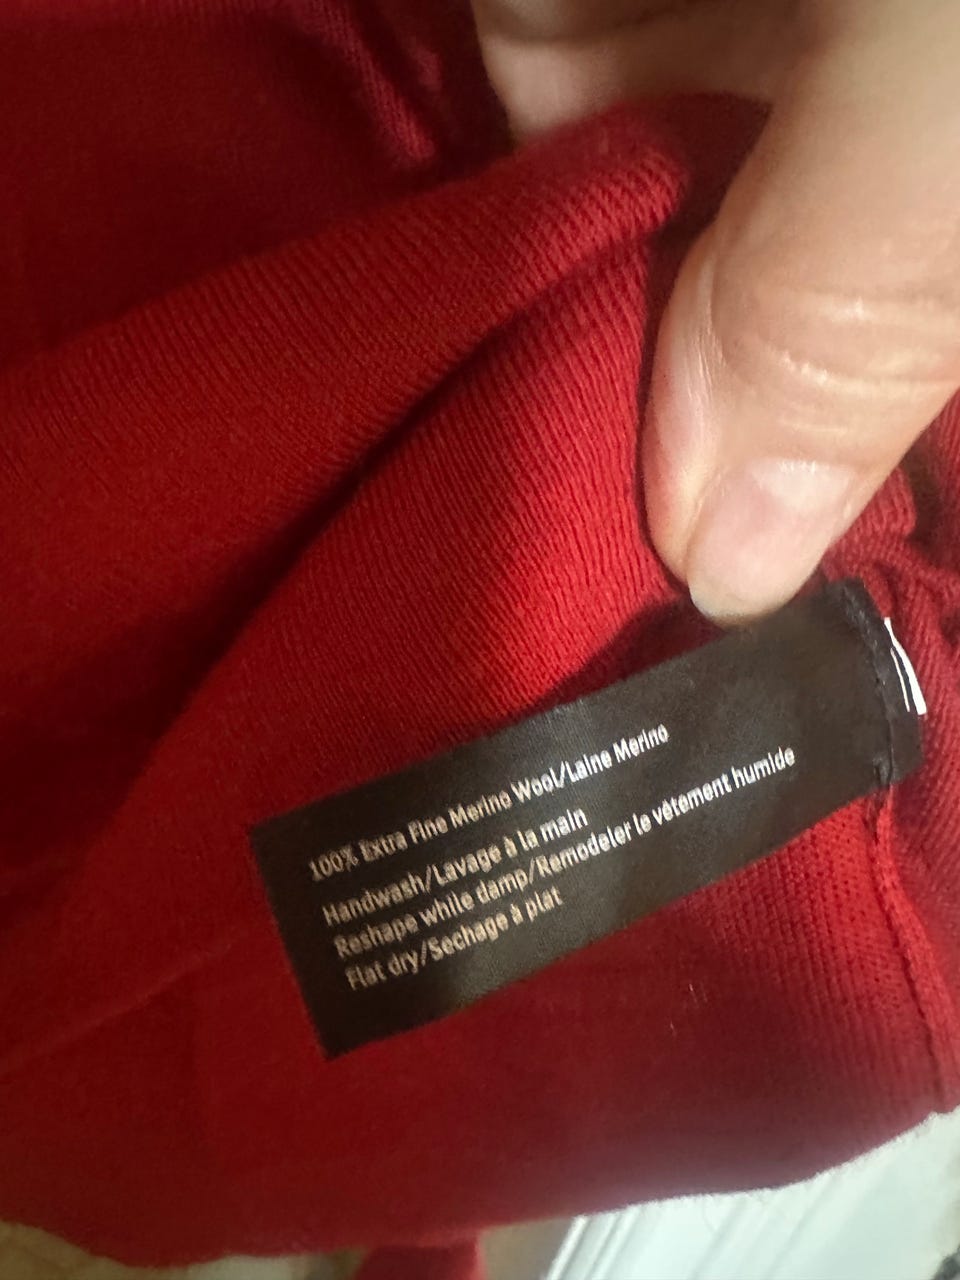 100% Extra Fine Merino Wool/Laine Merino
Handwash/Lavage à la main
Reshape while damp/Remodeler le vêtement humide
Flat dry/Séchage à plat